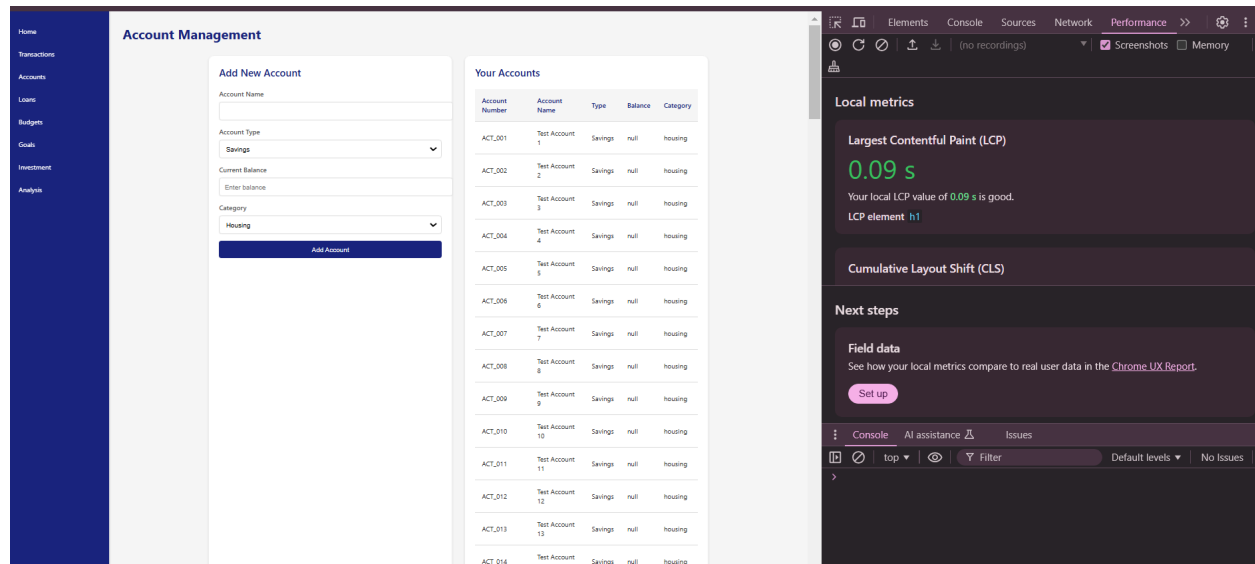 Home
Transactions
Accounts
Loans
Budgets
Goals
Investment
Analysis
Account Management
Add New Account
Account Name
Account Type
Savings
Current Balance
Enter balance
Category
Housing
Add Account
Your Accounts
Account Number Account Name Type Balance Category
ACT_001 Test Account 1 Savings null housing
ACT_002 Test Account 2 Savings null housing
ACT_003 Test Account 3 Savings null housing
ACT_004 Test Account 4 Savings null housing
ACT_005 Test Account 5 Savings null housing
ACT_006 Test Account 6 Savings null housing
ACT_007 Test Account 7 Savings null housing
ACT_008 Test Account 8 Savings null housing
ACT_009 Test Account 9 Savings null housing
ACT_010 Test Account 10 Savings null housing
ACT_011 Test Account 11 Savings null housing
ACT_012 Test Account 12 Savings null housing
ACT_013 Test Account 13 Savings null housing
ACT_014 Test Account Savings null housing
Elements Console Sources Network Performance
(no recordings) Screenshots Memory
Local metrics
Largest Contentful Paint (LCP)
0.09 s
Your local LCP value of 0.09 s is good.
LCP element h1
Cumulative Layout Shift (CLS)
Next steps
Field data
See how your local metrics compare to real user data in the Chrome UX Report.
Set up
Console AI assistance Issues
top Filter Default levels No Issues